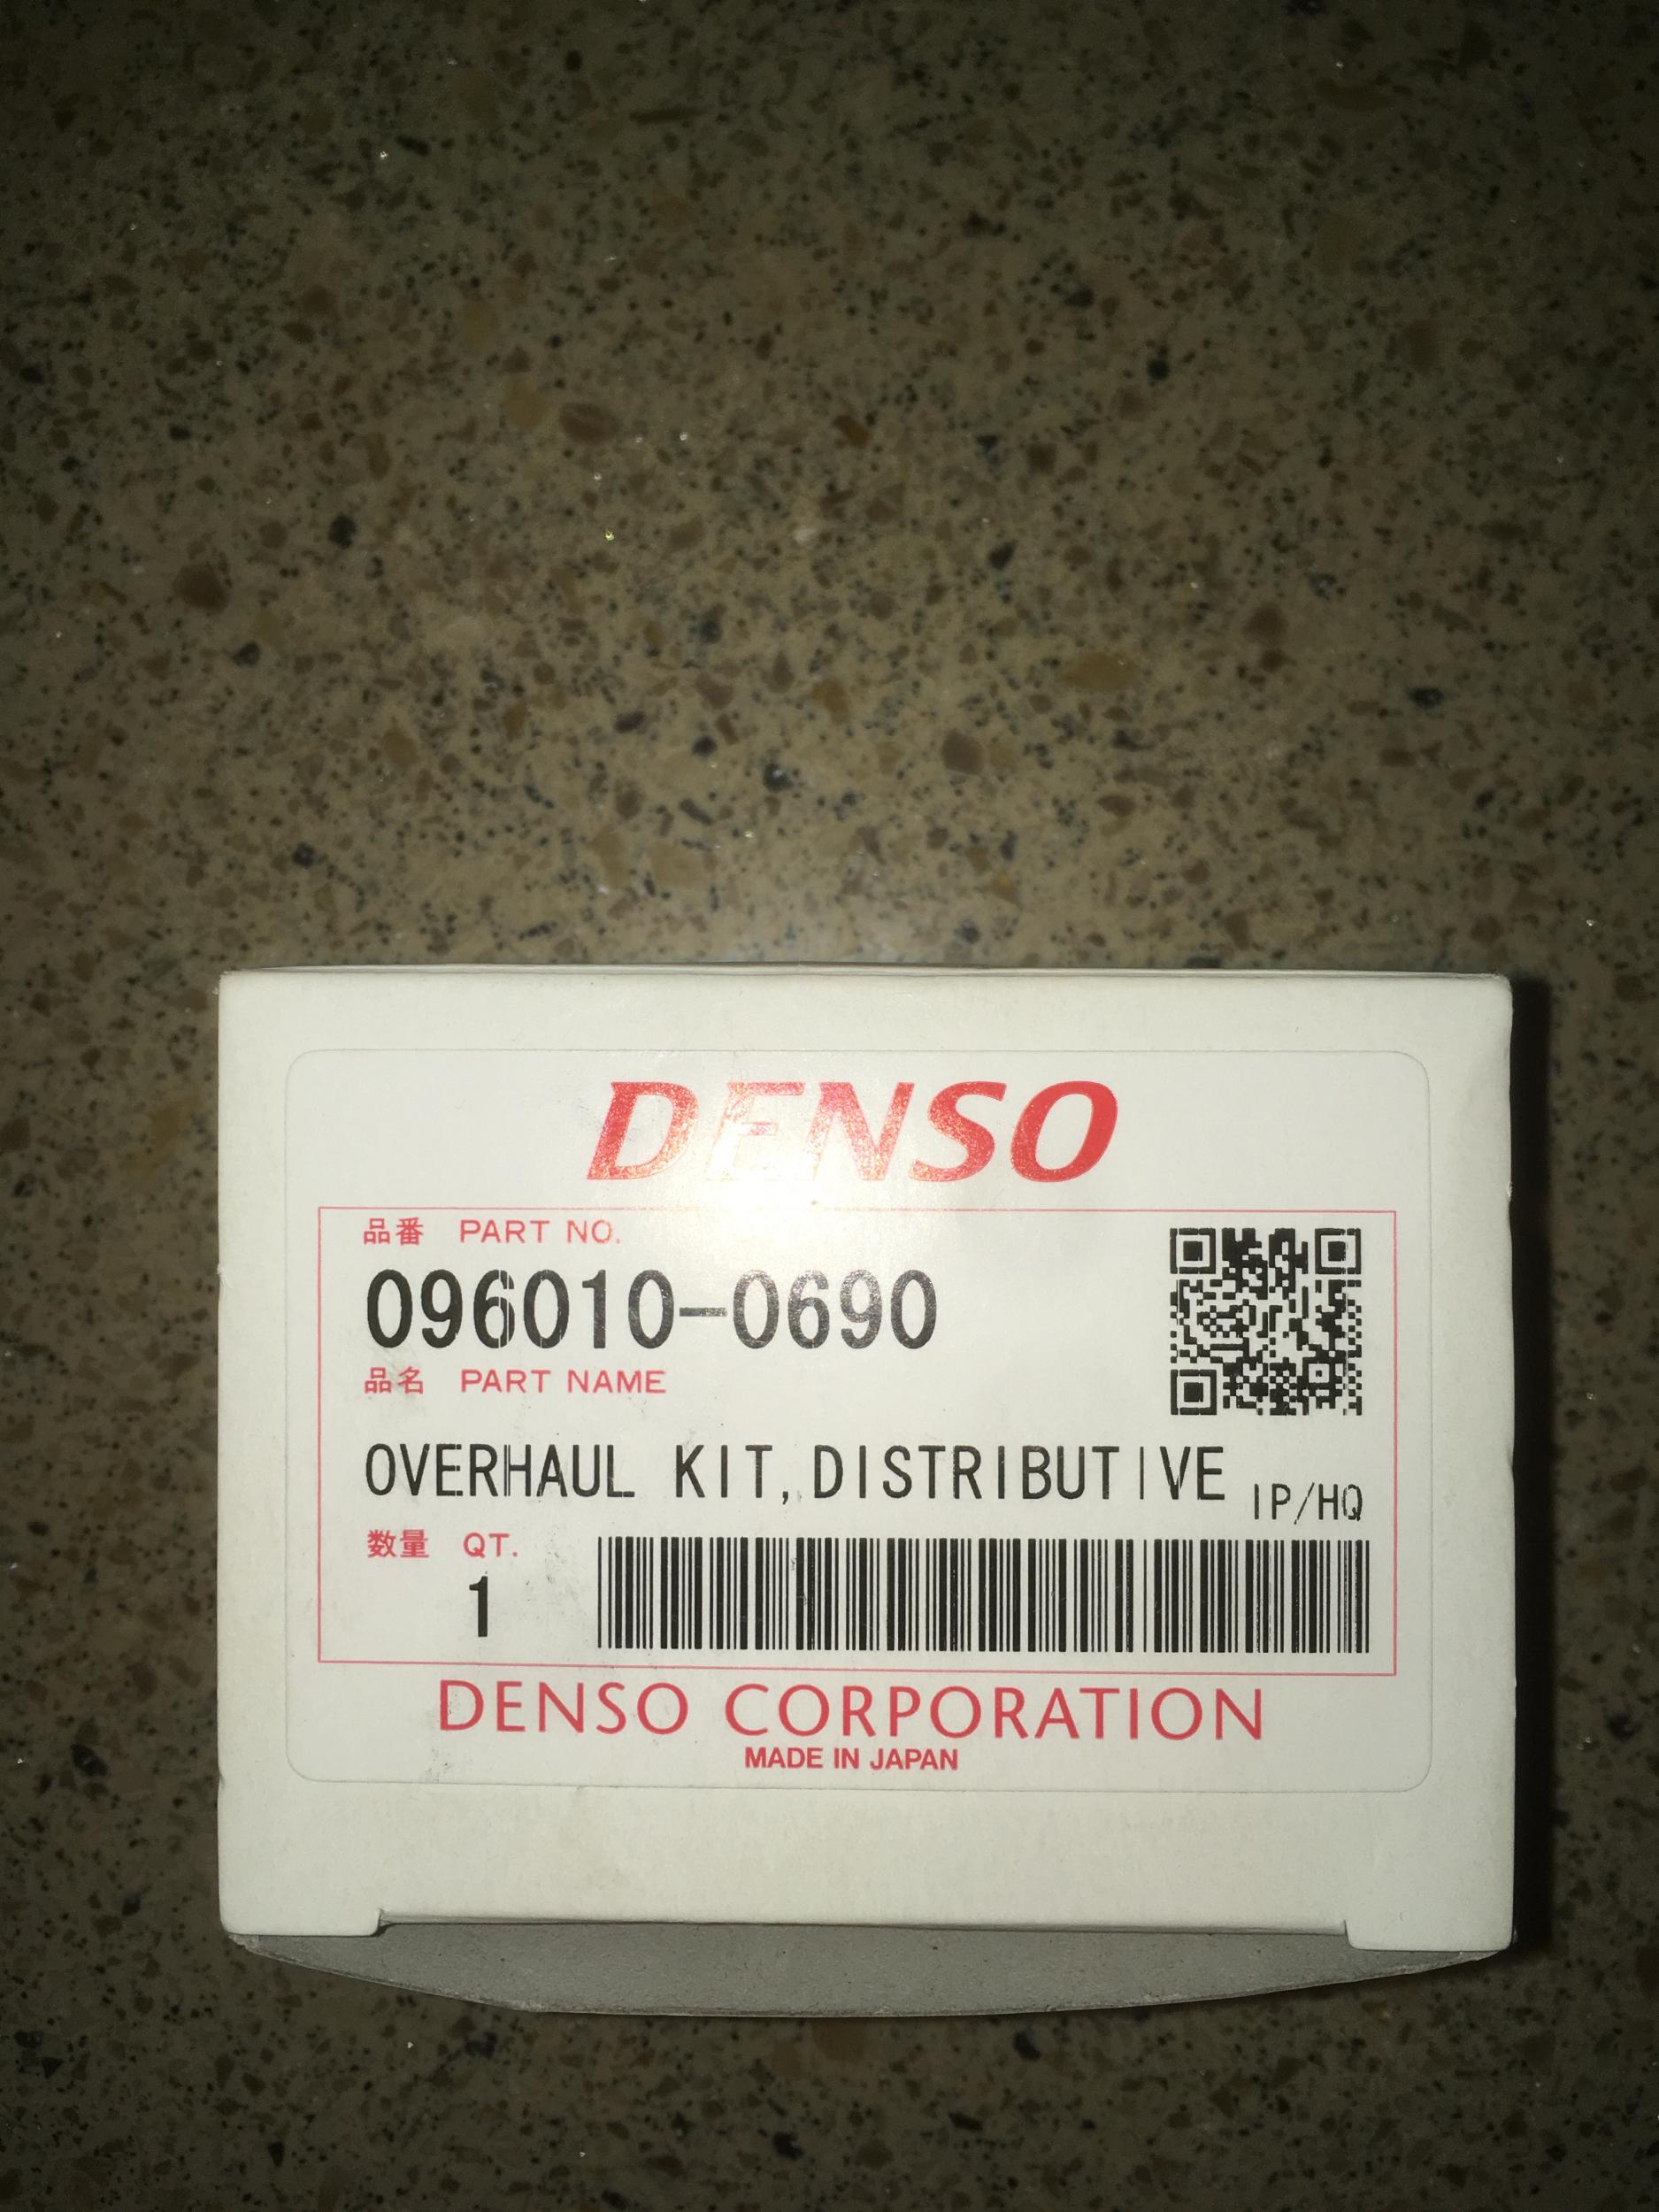 DENSO
品番 PART NO.
096010-0690
品名 PART NAME
OVERHAUL KIT,DISTRIBUTIVE IP/HQ
数量 QT.
1
DENSO CORPORATION
MADE IN JAPAN